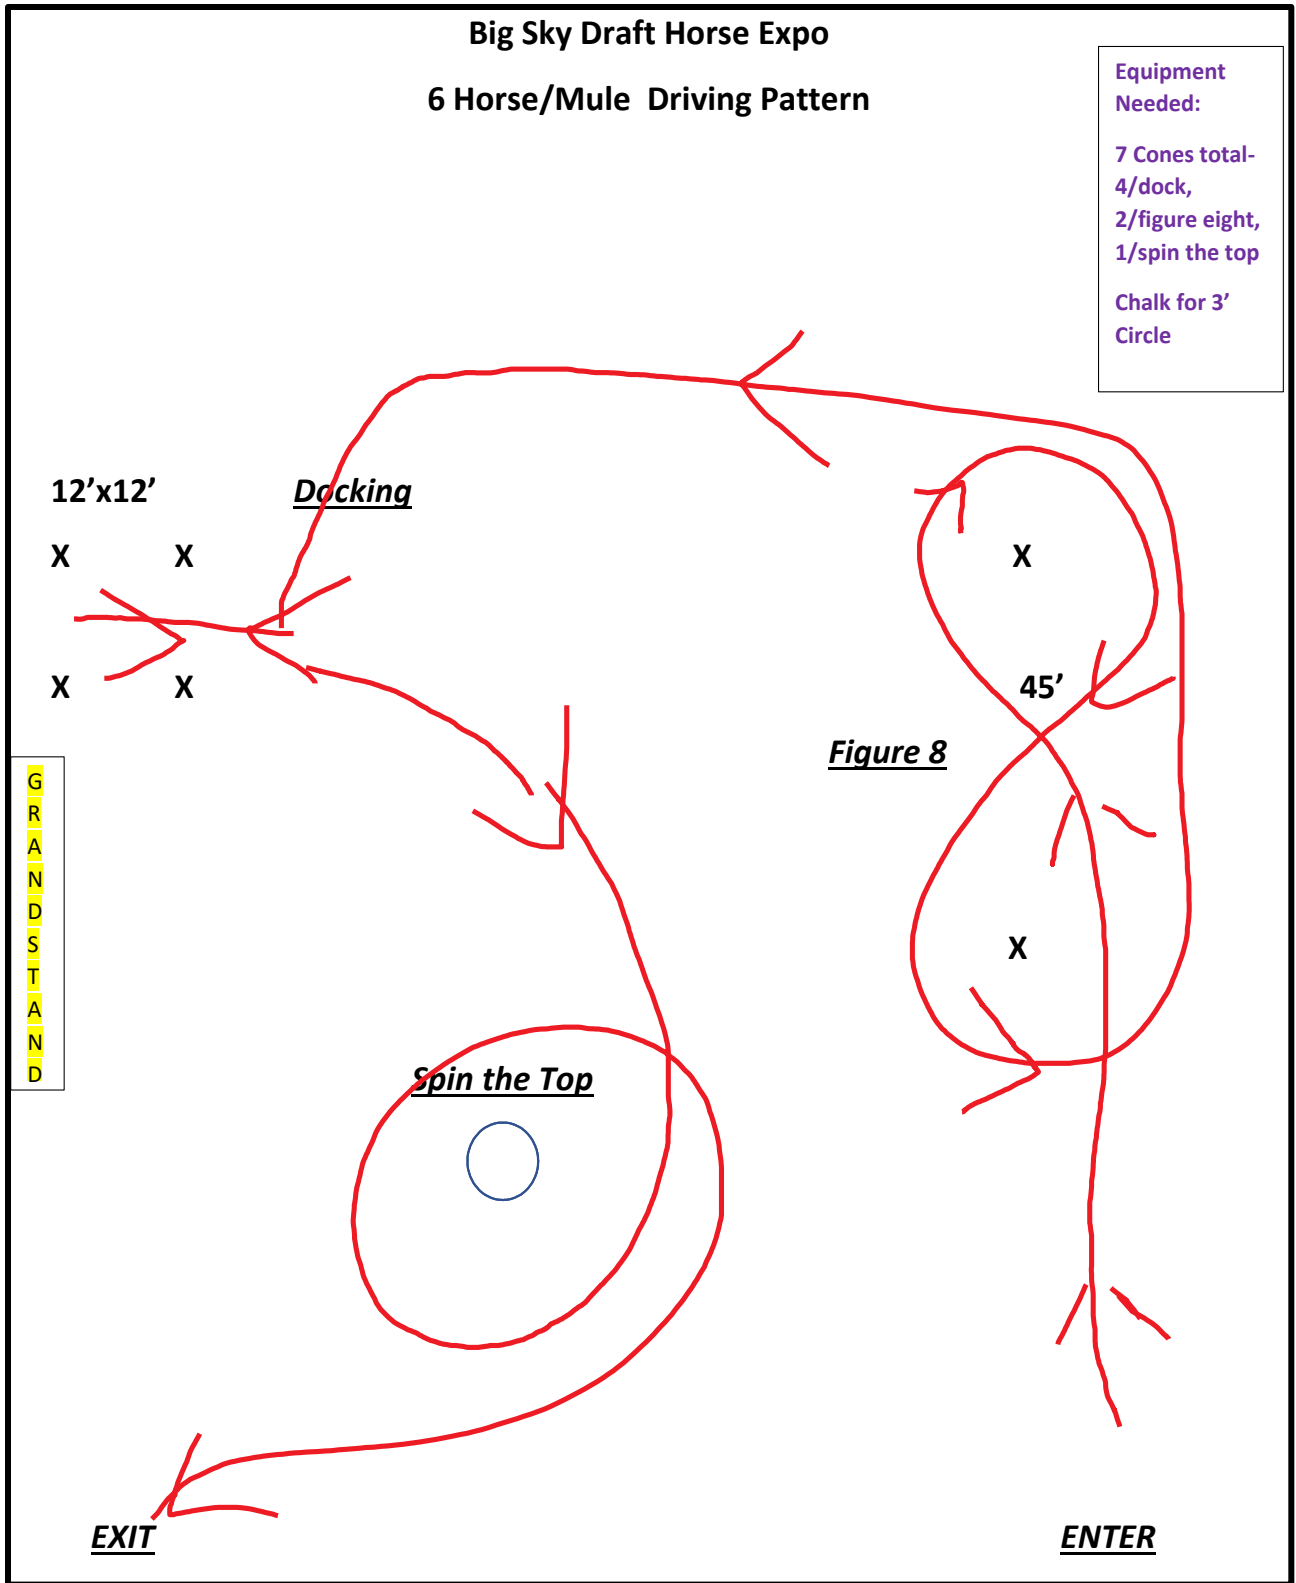 Big Sky Draft Horse Expo
6 Horse/Mule  Driving Pattern
Equipment
Needed:
7 Cones total-
4/dock,
2/figure eight,
1/spin the top
Chalk for 3’
Circle
12’x12’
Docking
X
X
X
X
X
45’
Figure 8
X
G
R
A
N
D
S
T
A
N
D
Spin the Top
EXIT
ENTER